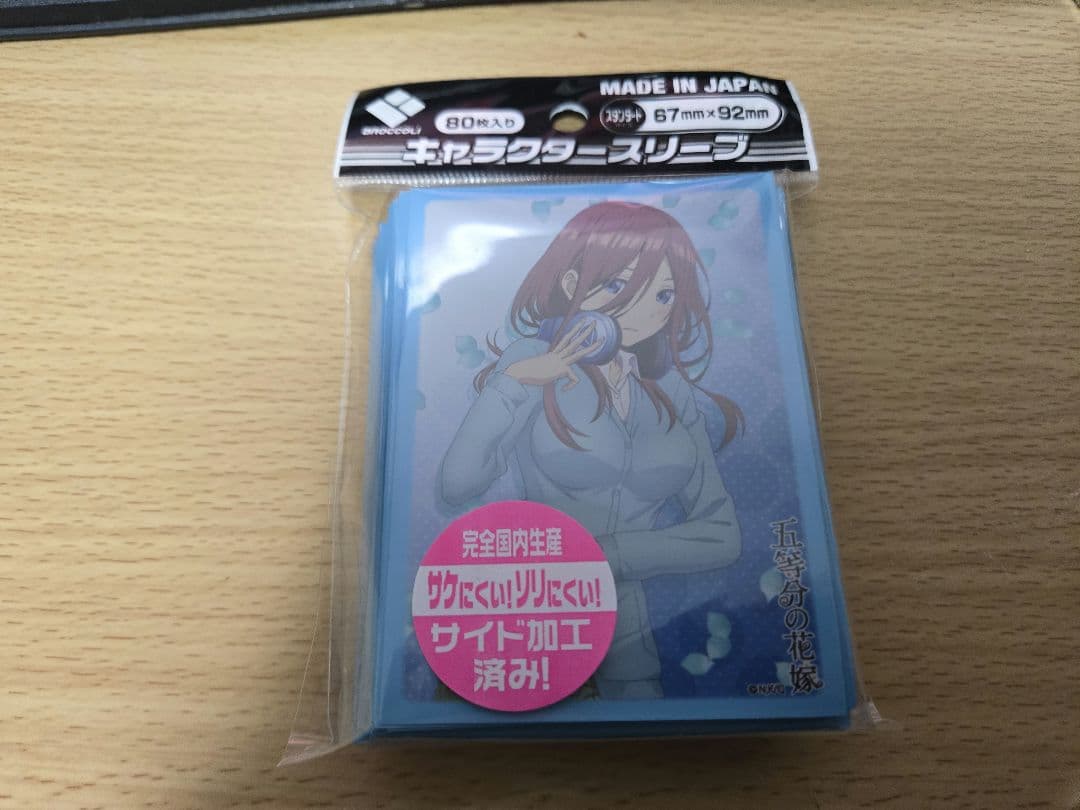 MADE IN JAPAN
BROCCOLI
80枚入り
スタンダード 67mm×92mm
キャラクタースリーブ
完全国内生産
サケにくい!ソリにくい!
サイド加工
済み!
五等分の花嫁